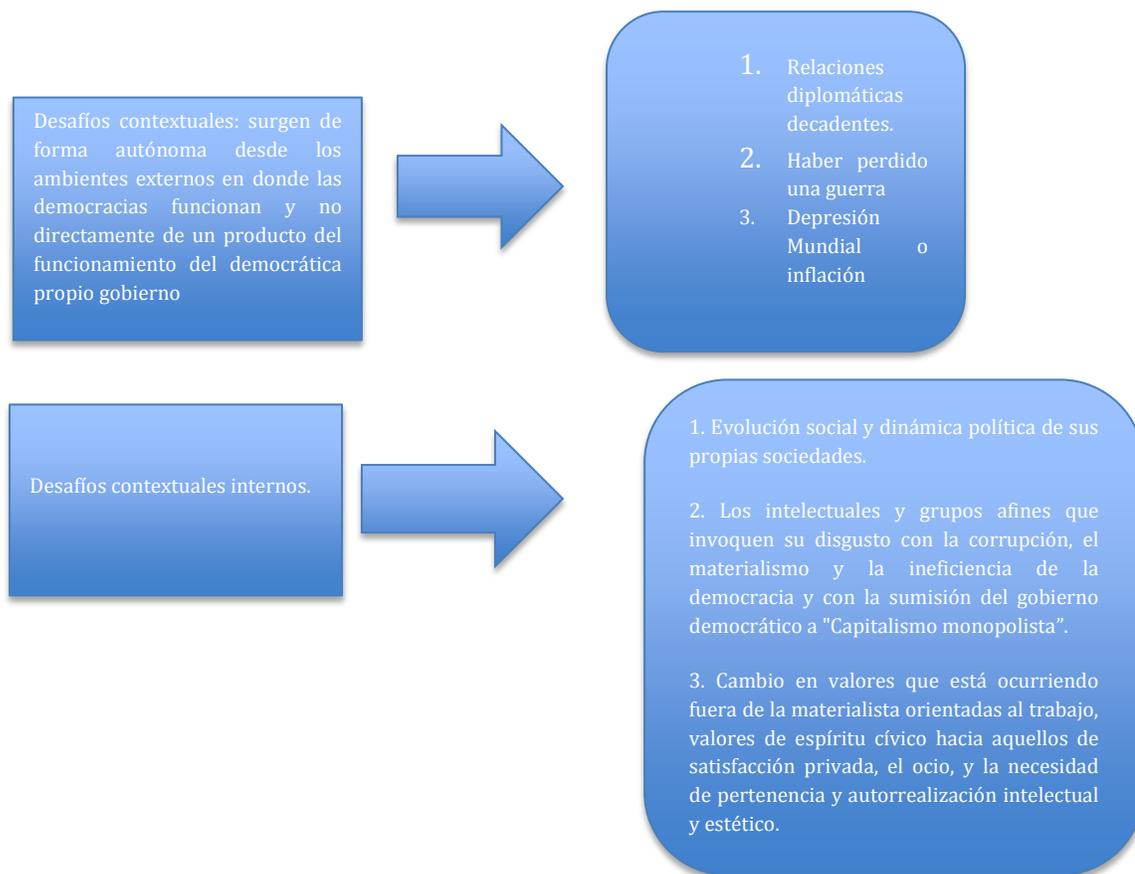 Desafíos contextuales: surgen de
forma autónoma desde los
ambientes externos en donde las
democracias funcionan y no
directamente de un producto del
funcionamiento del democrática
propio gobierno
1. Relaciones
diplomáticas
decadentes.
2. Haber perdido
una guerra
3. Depresión
Mundial o
inflación
Desafíos contextuales internos.
1. Evolución social y dinámica política de sus
propias sociedades.
2. Los intelectuales y grupos afines que
invoquen su disgusto con la corrupción, el
materialismo y la ineficiencia de la
democracia y con la sumisión del gobierno
democrático a "Capitalismo monopolista”.
3. Cambio en valores que está ocurriendo
fuera de la materialista orientadas al trabajo,
valores de espíritu cívico hacia aquellos de
satisfacción privada, el ocio, y la necesidad
de pertenencia y autorrealización intelectual
y estético.